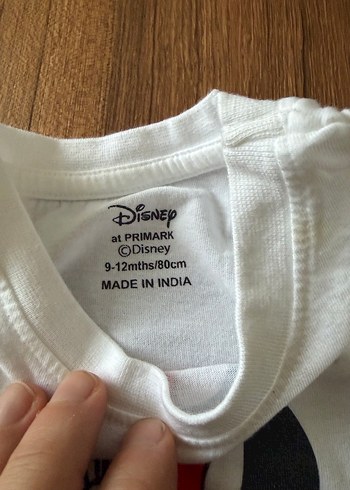 Disney
at PRIMARK
©Disney
9-12mths/80cm
MADE IN INDIA